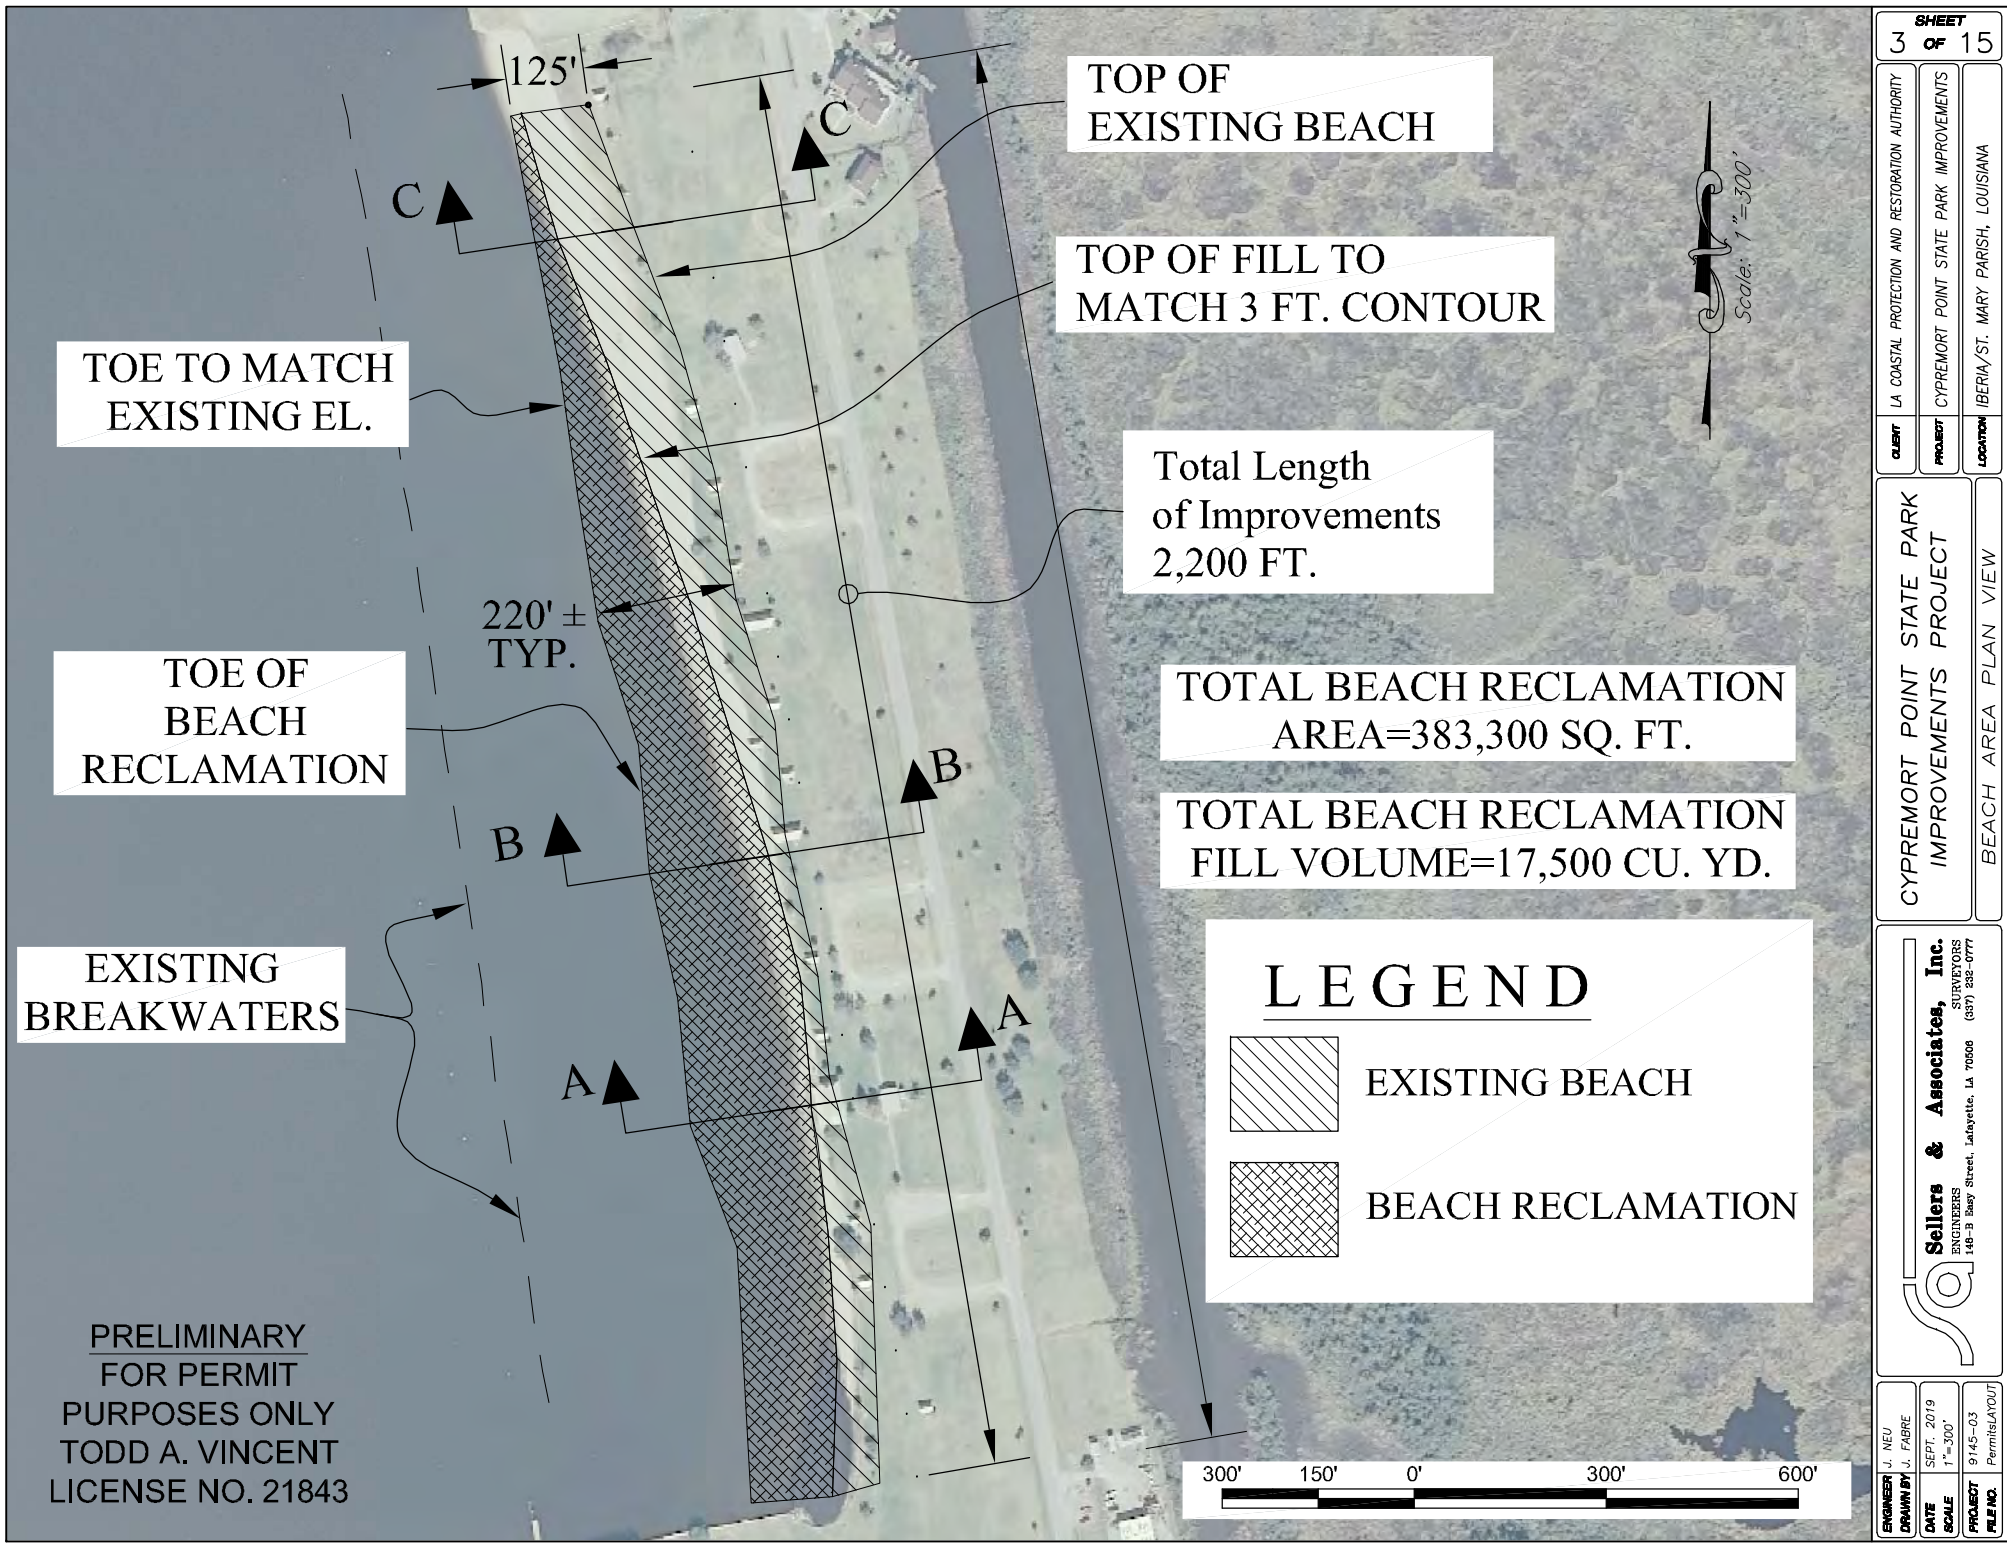 125'
C
C
TOP OF
EXISTING BEACH
TOP OF FILL TO
MATCH 3 FT. CONTOUR
Scale: 1"=300'
TOE TO MATCH
EXISTING EL.
Total Length
of Improvements
2,200 FT.
220' ±
TYP.
TOE OF
BEACH
RECLAMATION
TOTAL BEACH RECLAMATION
AREA=383,300 SQ. FT.
B
B
TOTAL BEACH RECLAMATION
FILL VOLUME=17,500 CU. YD.
EXISTING
BREAKWATERS
A
A
LEGEND
EXISTING BEACH
BEACH RECLAMATION
PRELIMINARY
FOR PERMIT
PURPOSES ONLY
TODD A. VINCENT
LICENSE NO. 21843
300' 150' 0' 300' 600'
SHEET
3 OF 15
CLIENT LA COASTAL PROTECTION AND RESTORATION AUTHORITY
PROJECT CYPREMORT POINT STATE PARK IMPROVEMENTS
LOCATION IBERIA/ST. MARY PARISH, LOUISIANA
CYPREMORT POINT STATE PARK
IMPROVEMENTS PROJECT
BEACH AREA PLAN VIEW
Sellers & Associates, Inc.
ENGINEERS SURVEYORS
148-B Easy Street, Lafayette, LA 70506 (337) 232-0777
ENGINEER J. NEU
DRAWN BY J. FABRE
DATE SEPT. 2019
SCALE 1"=300'
PROJECT 9145-03
FILE NO. PermitsLAYOUT